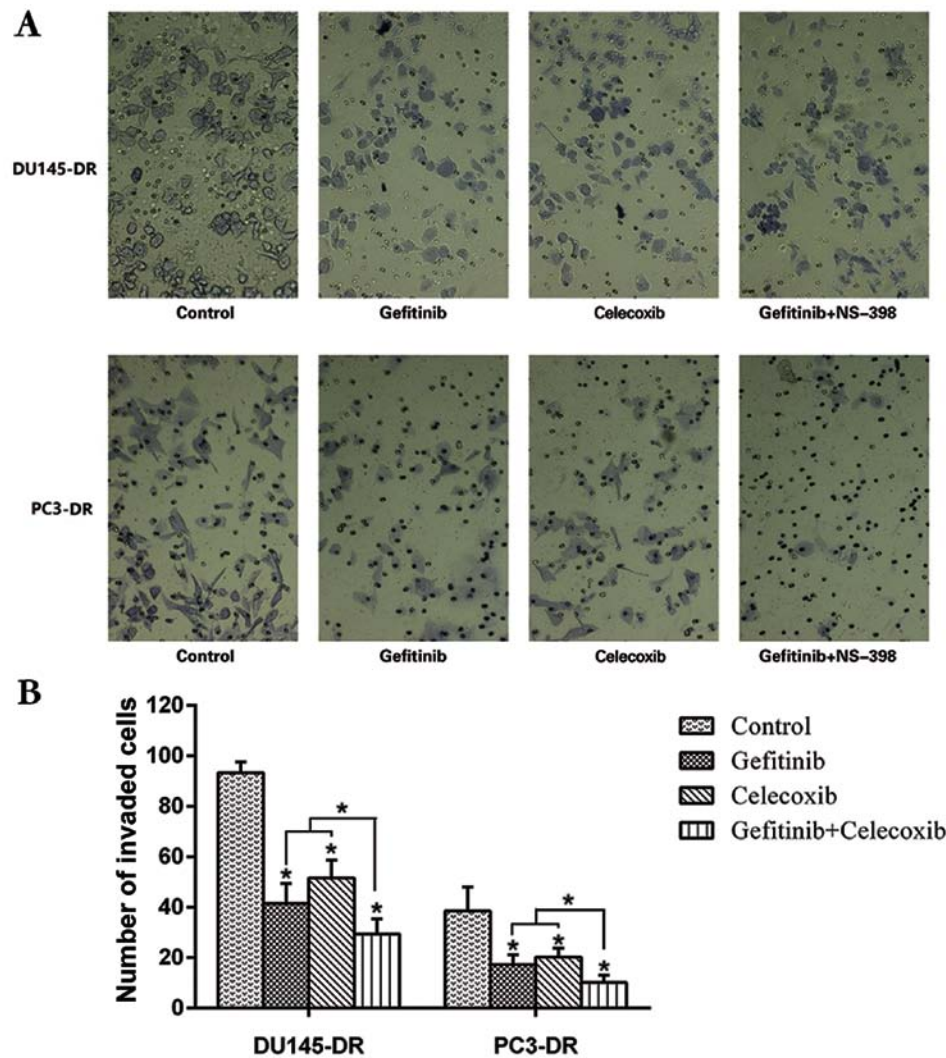 A
DU145-DR
Control
Gefitinib
Celecoxib
Gefitinib+NS-398
PC3-DR
Control
Gefitinib
Celecoxib
Gefitinib+NS-398
B
Number of invaded cells
120
100
80
60
40
20
0
*
*
*
*
*
*
*
*
DU145-DR
PC3-DR
Control
Gefitinib
Celecoxib
Gefitinib+Celecoxib